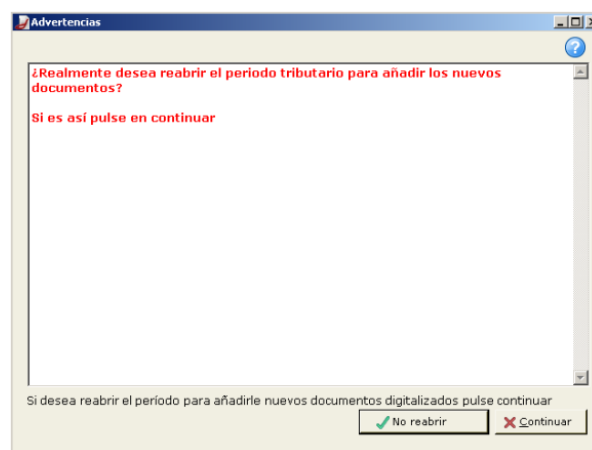 Advertencias
¿Realmente desea reabrir el periodo tributario para añadir los nuevos
documentos?
Si es así pulse en continuar
Si desea reabrir el período para añadirle nuevos documentos digitalizados pulse continuar
No reabrir
Continuar